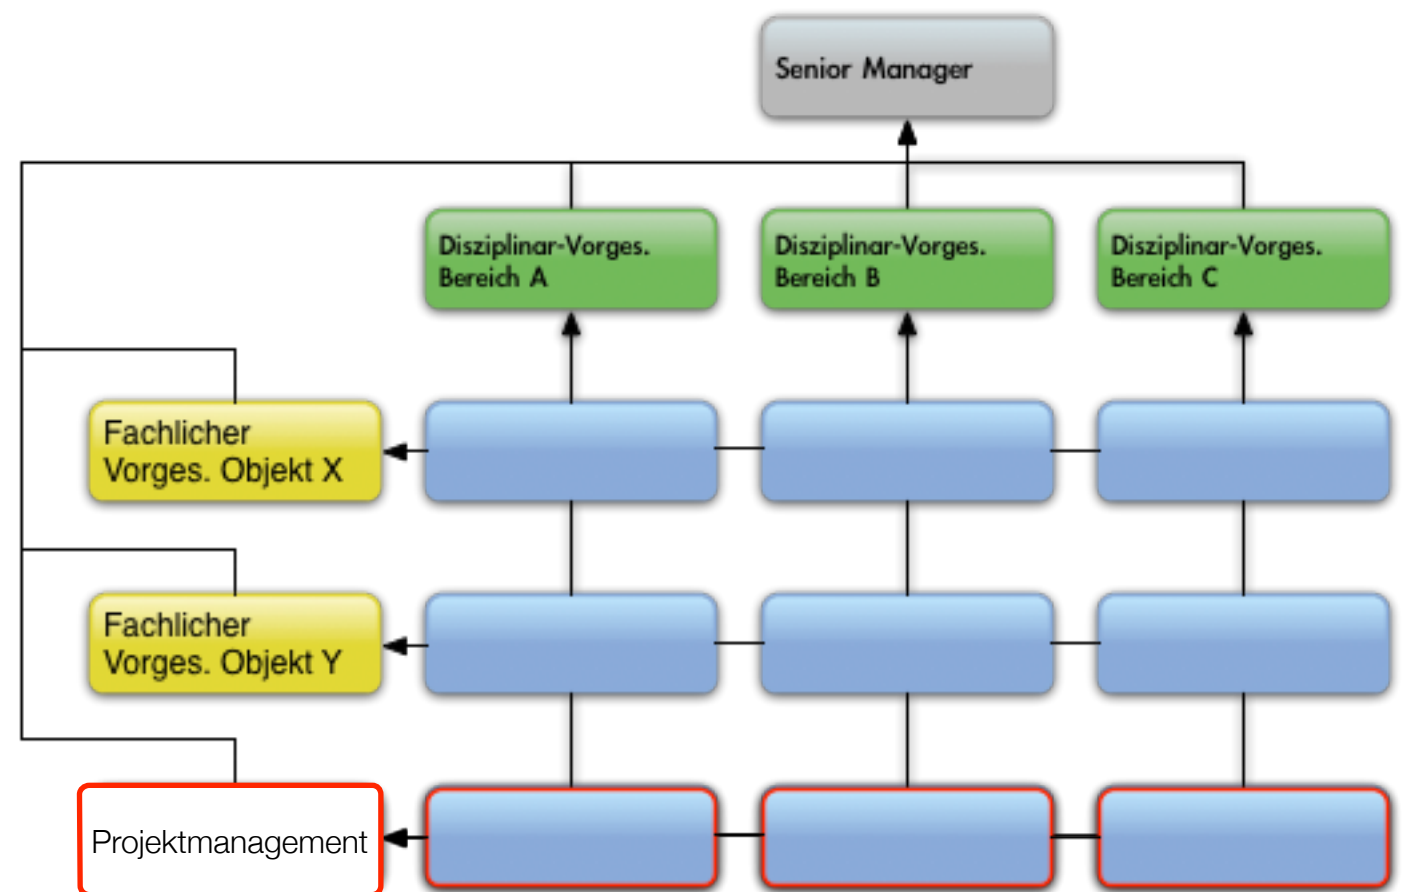 Senior Manager
Disziplinar-Vorges.
Bereich A
Disziplinar-Vorges.
Bereich B
Disziplinar-Vorges.
Bereich C
Fachlicher
Vorges. Objekt X
Fachlicher
Vorges. Objekt Y
Projektmanagement